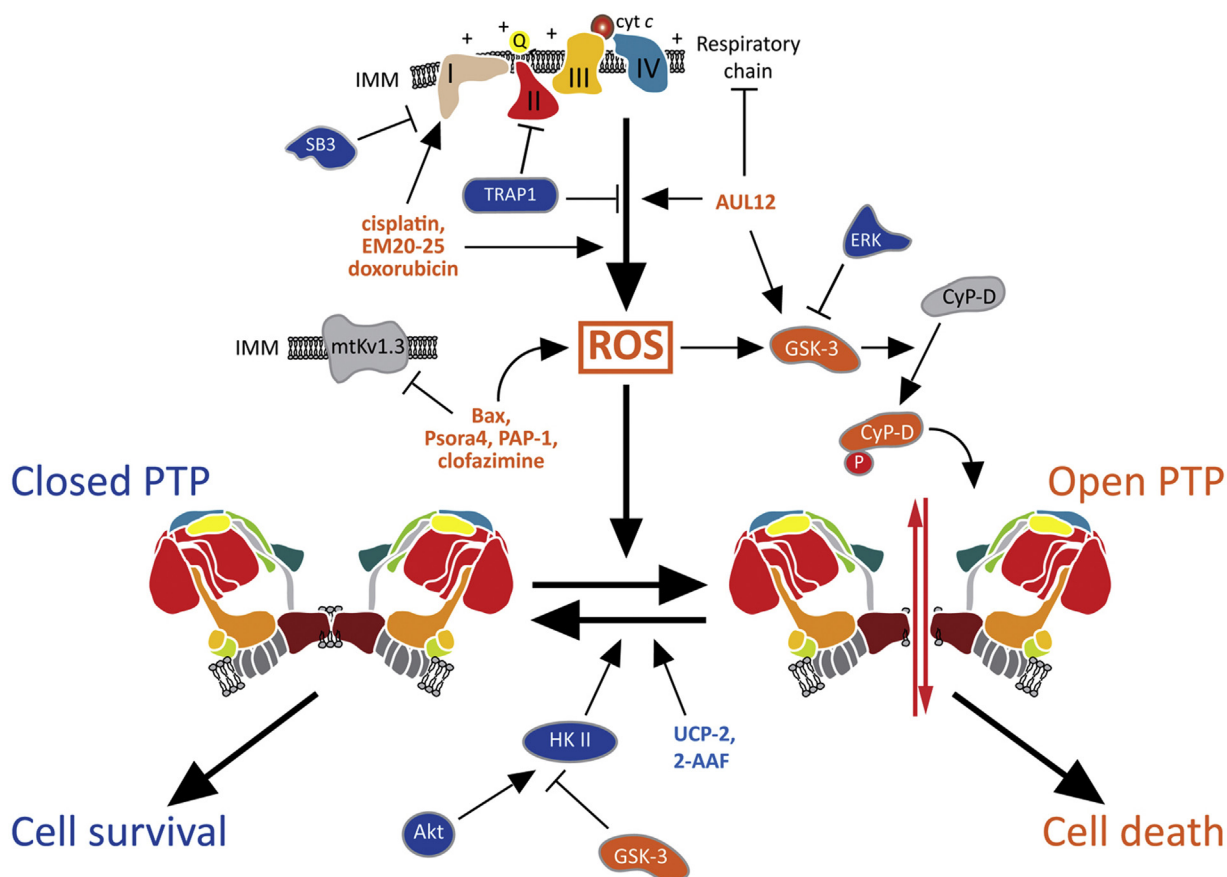 cyt c
+ + + +
Q
Respiratory
chain
IMM
I
II
III
IV
SB3
TRAP1
AUL12
cisplatin,
EM20-25
doxorubicin
ERK
CyP-D
IMM
mtKv1.3
ROS
GSK-3
Bax,
Psora4, PAP-1,
clofazimine
CyP-D
P
Closed PTP
Open PTP
HK II
UCP-2,
2-AAF
Cell survival
Akt
GSK-3
Cell death